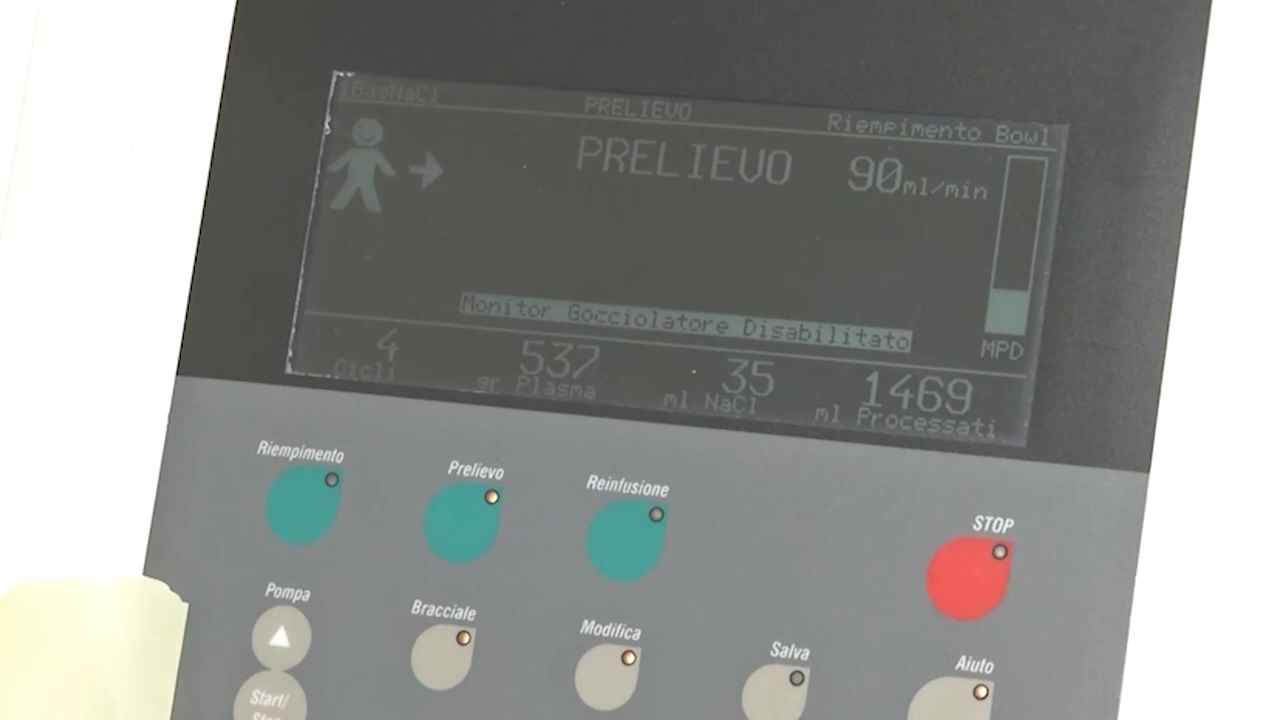 1BagNaCl PRELIEVO Riempimento Bowl
PRELIEVO 90ml/min
Monitor Gocciolatore Disabilitato
MPD
4 537 35 1469
Cicli gr Plasma ml NaCl ml Processati
Riempimento Prelievo Reinfusione STOP
Pompa Bracciale Modifica Salva Aiuto
Start/